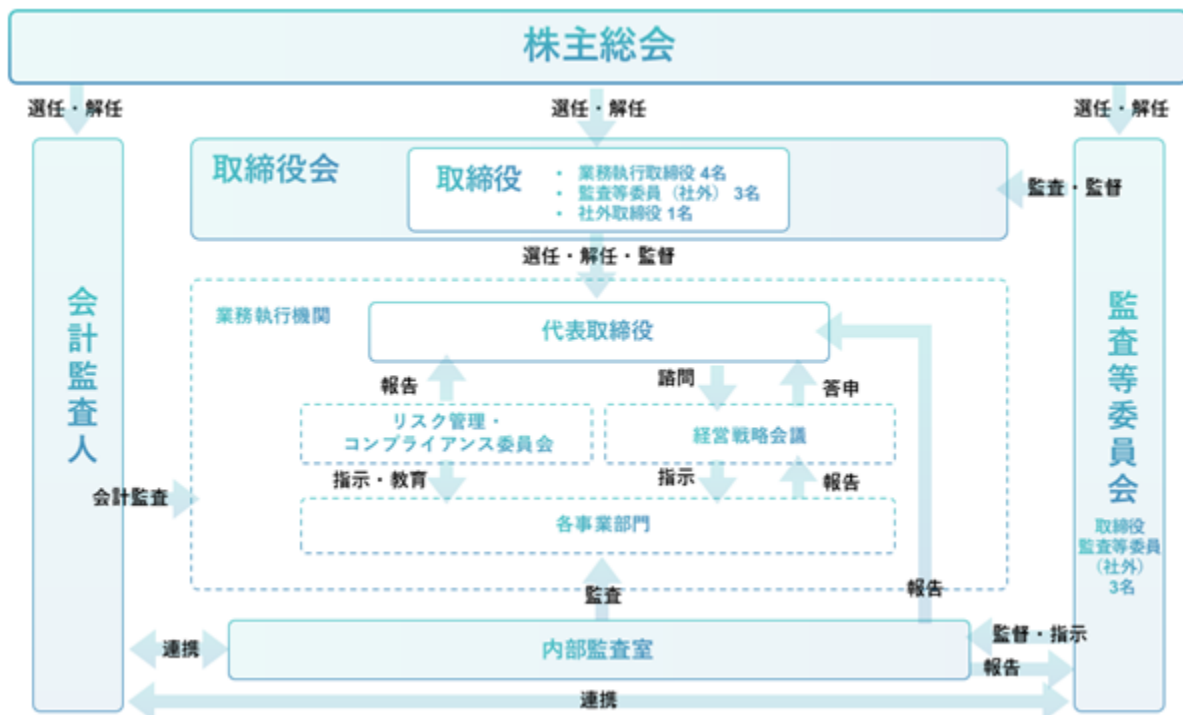 株主総会
選任・解任
選任・解任
選任・解任
取締役会
取締役
• 業務執行取締役 4名
• 監査等委員（社外） 3名
• 社外取締役 1名
監査・監督
選任・解任・監督
会計監査人
監査等委員会
取締役
監査等委員
（社外）
3名
業務執行機関
代表取締役
報告
諮問
答申
リスク管理・
コンプライアンス委員会
経営戦略会議
指示・教育
指示
報告
会計監査
各事業部門
監査
報告
内部監査室
連携
監督・指示
報告
連携